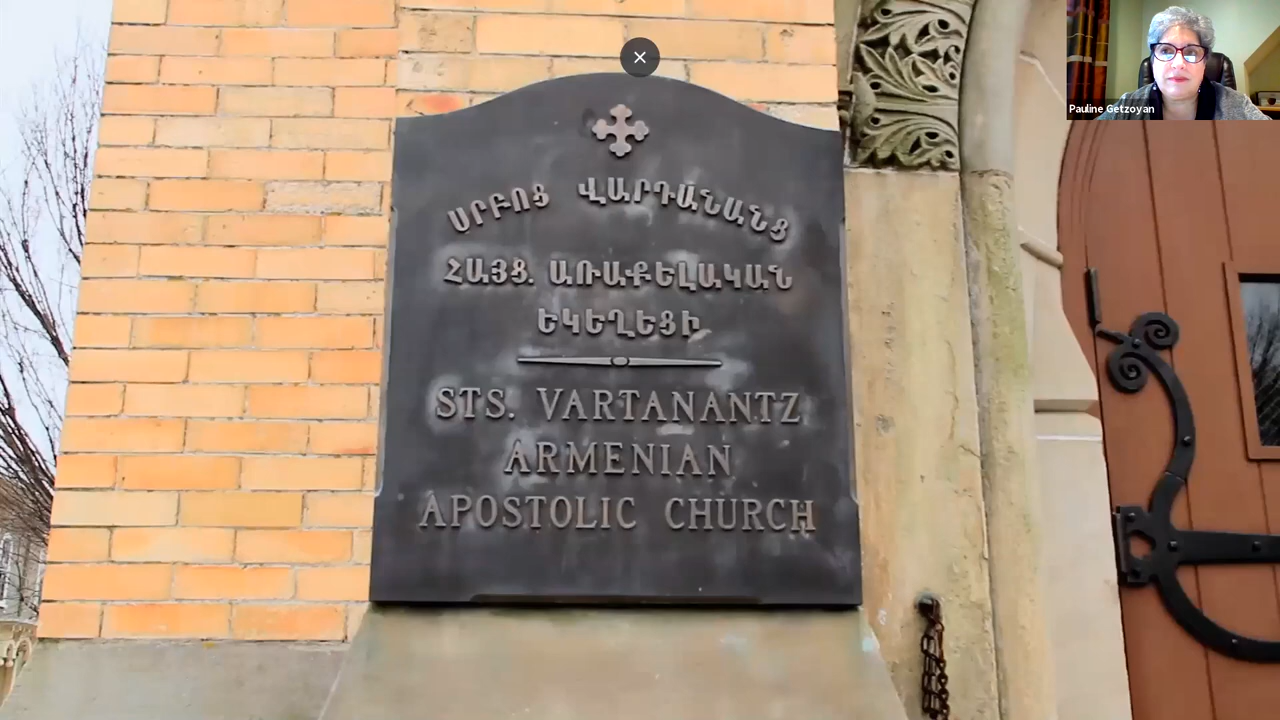 ՍՐԲՈՑ ՎԱՐԴԱՆԱՆՑ
ՀԱՅՑ. ԱՌԱՔԵԼԱԿԱՆ
ԵԿԵՂԵՑԻ
STS. VARTANANTZ
ARMENIAN
APOSTOLIC CHURCH
Pauline Getzoyan